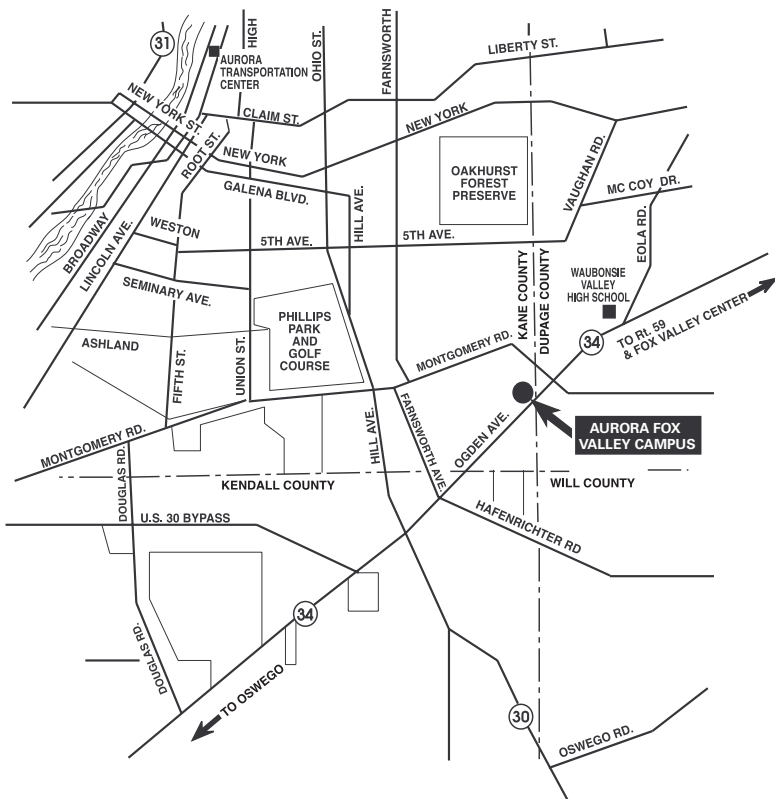 31
HIGH
OHIO ST.
FARNSWORTH
LIBERTY ST.
AURORA
TRANSPORTATION
CENTER
NEW YORK ST.
CLAIM ST.
NEW YORK
ROOT ST.
NEW YORK
GALENA BLVD.
HILL AVE.
OAKHURST
FOREST
PRESERVE
VAUGHAN RD.
MC COY DR.
EOLA RD.
BROADWAY
LINCOLN AVE.
WESTON
5TH AVE.
5TH AVE.
KANE COUNTY
DUPAGE COUNTY
WAUBONSIE
VALLEY
HIGH SCHOOL
SEMINARY AVE.
PHILLIPS
PARK
AND
GOLF
COURSE
ASHLAND
FIFTH ST.
UNION ST.
MONTGOMERY RD.
34
TO Rt. 59
& FOX VALLEY CENTER
MONTGOMERY RD.
HILL AVE.
FARNSWORTH AVE.
OGDEN AVE.
AURORA FOX
VALLEY CAMPUS
DOUGLAS RD.
KENDALL COUNTY
WILL COUNTY
U.S. 30 BYPASS
HAFENRICHTER RD
34
DOUGLAS RD.
TO OSWEGO
30
OSWEGO RD.